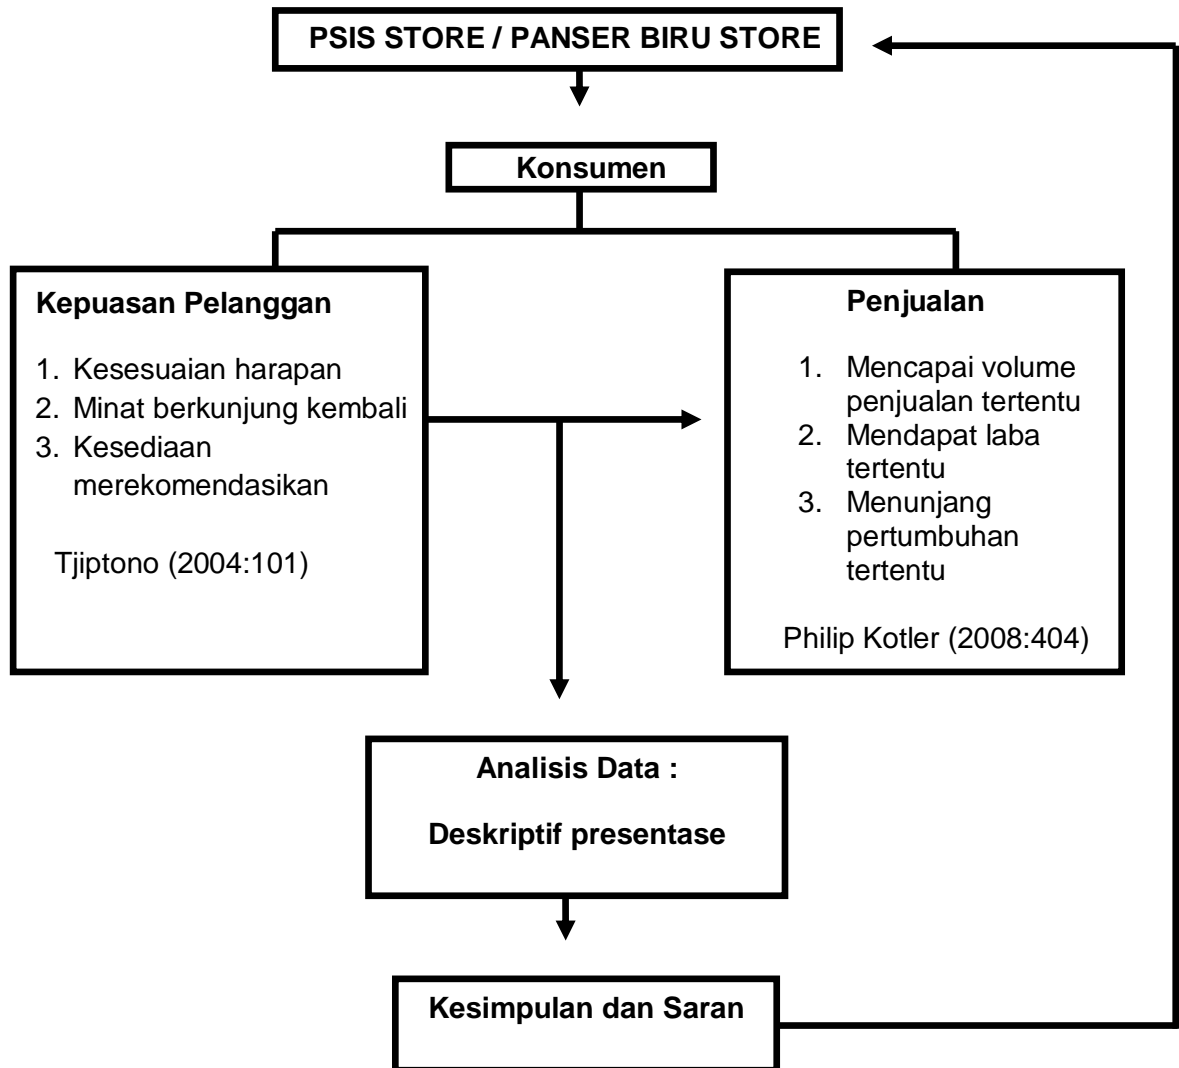 PSIS STORE / PANSER BIRU STORE
Konsumen
Kepuasan Pelanggan
1. Kesesuaian harapan
2. Minat berkunjung kembali
3. Kesediaan
merekomendasikan
Tjiptono (2004:101)
Penjualan
1. Mencapai volume
penjualan tertentu
2. Mendapat laba
tertentu
3. Menunjang
pertumbuhan
tertentu
Philip Kotler (2008:404)
Analisis Data :
Deskriptif presentase
Kesimpulan dan Saran